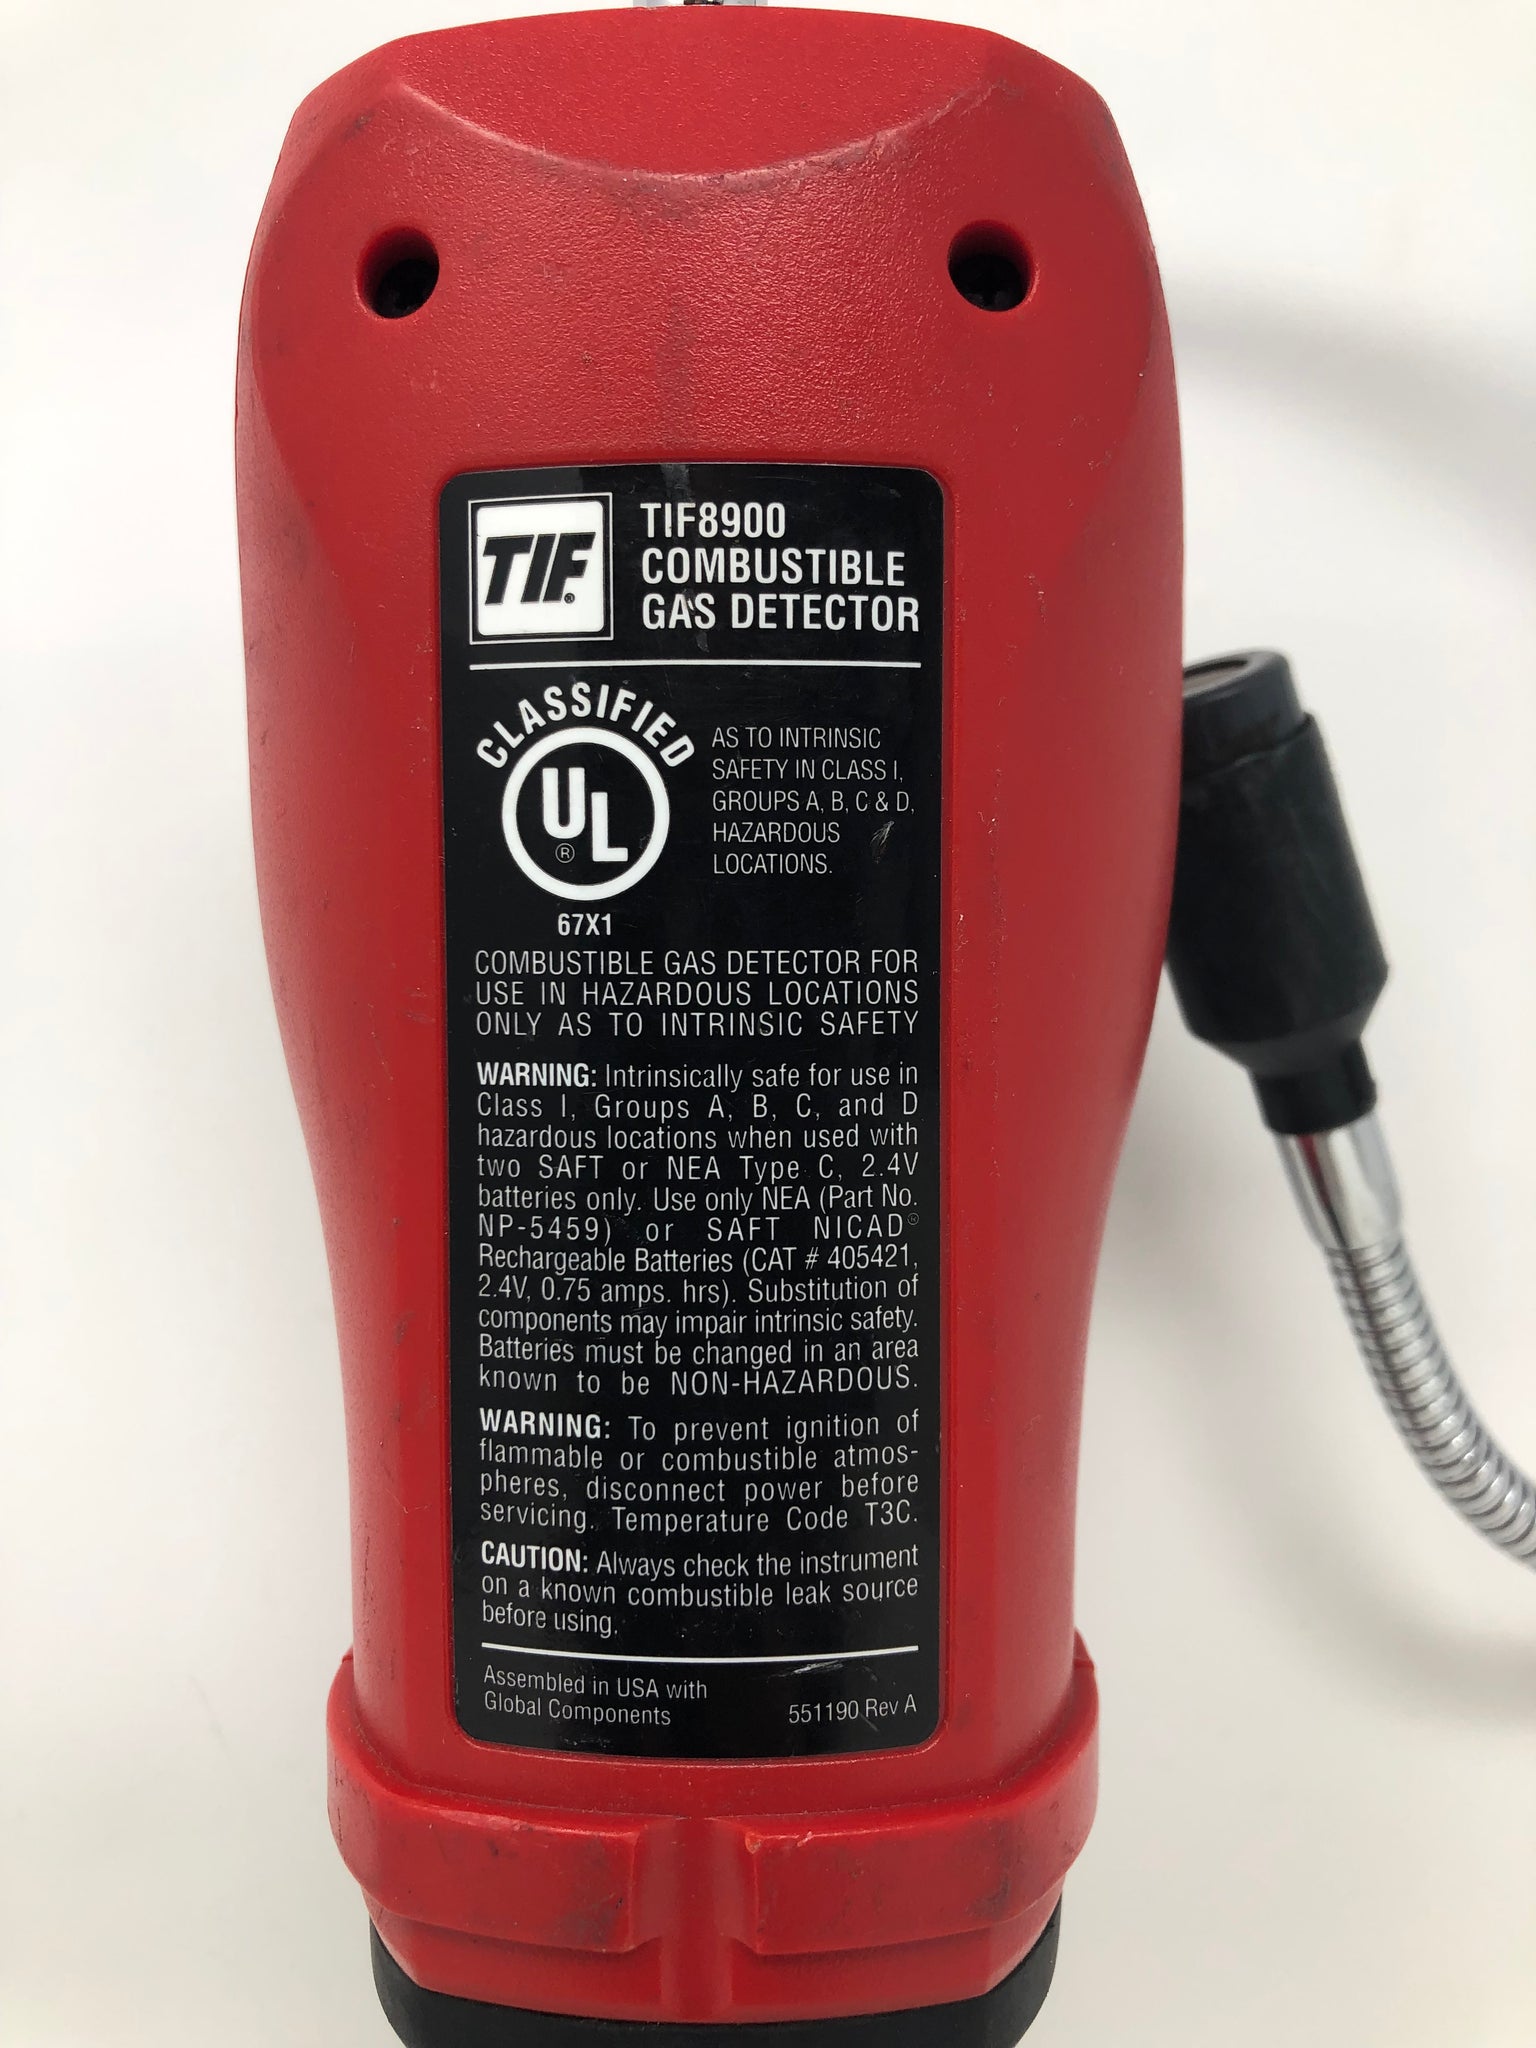 TIF®
TIF8900
COMBUSTIBLE
GAS DETECTOR
CLASSIFIED
UL®
67X1
AS TO INTRINSIC
SAFETY IN CLASS I,
GROUPS A, B, C & D,
HAZARDOUS
LOCATIONS.
COMBUSTIBLE GAS DETECTOR FOR
USE IN HAZARDOUS LOCATIONS
ONLY AS TO INTRINSIC SAFETY
WARNING: Intrinsically safe for use in
Class I, Groups A, B, C, and D
hazardous locations when used with
two SAFT or NEA Type C, 2.4V
batteries only. Use only NEA (Part No.
NP-5459) or SAFT NICAD®
Rechargeable Batteries (CAT # 405421,
2.4V, 0.75 amps. hrs). Substitution of
components may impair intrinsic safety.
Batteries must be changed in an area
known to be NON-HAZARDOUS.
WARNING: To prevent ignition of
flammable or combustible atmos-
pheres, disconnect power before
servicing. Temperature Code T3C.
CAUTION: Always check the instrument
on a known combustible leak source
before using.
Assembled in USA with
Global Components
551190 Rev A